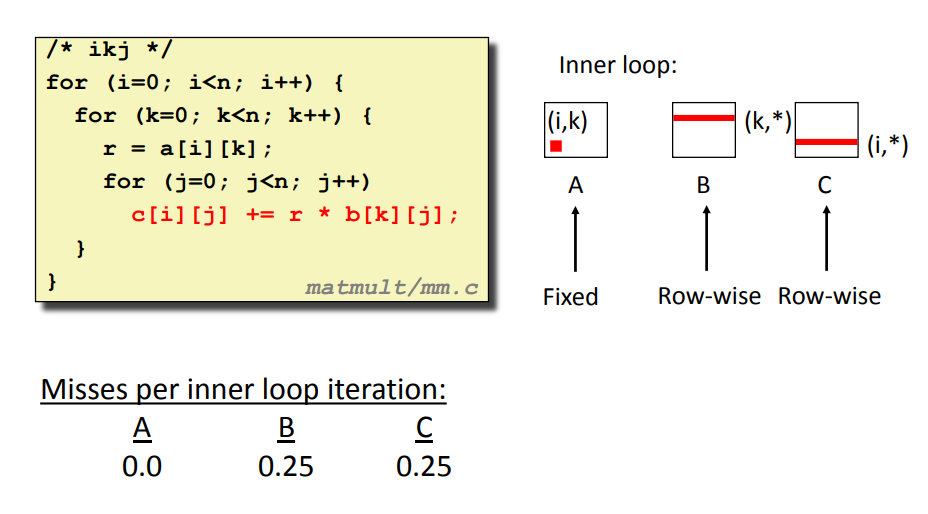 /* ikj */
for (i=0; i<n; i++) {
  for (k=0; k<n; k++) {
    r = a[i][k];
    for (j=0; j<n; j++)
      c[i][j] += r * b[k][j];
  }
}
matmult/mm.c
Inner loop:
(i,k)
(k,*)
(i,*)
A B C
Fixed Row-wise Row-wise
Misses per inner loop iteration:
A B C
0.0 0.25 0.25